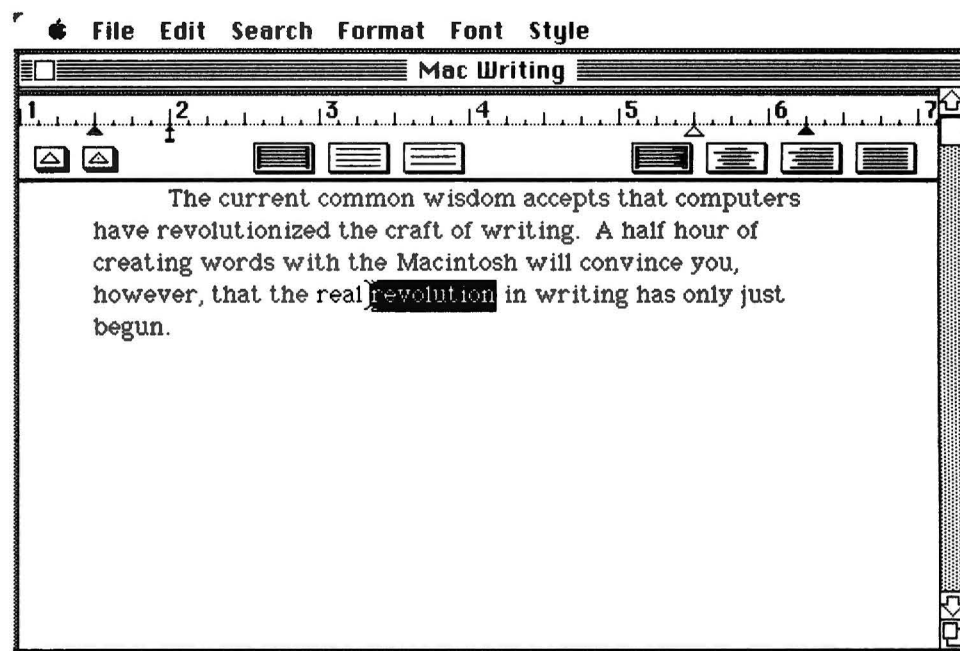 File Edit Search Format Font Style
Mac Writing
1 2 3 4 5 6 7
The current common wisdom accepts that computers
have revolutionized the craft of writing.  A half hour of
creating words with the Macintosh will convince you,
however, that the real revolution in writing has only just
begun.